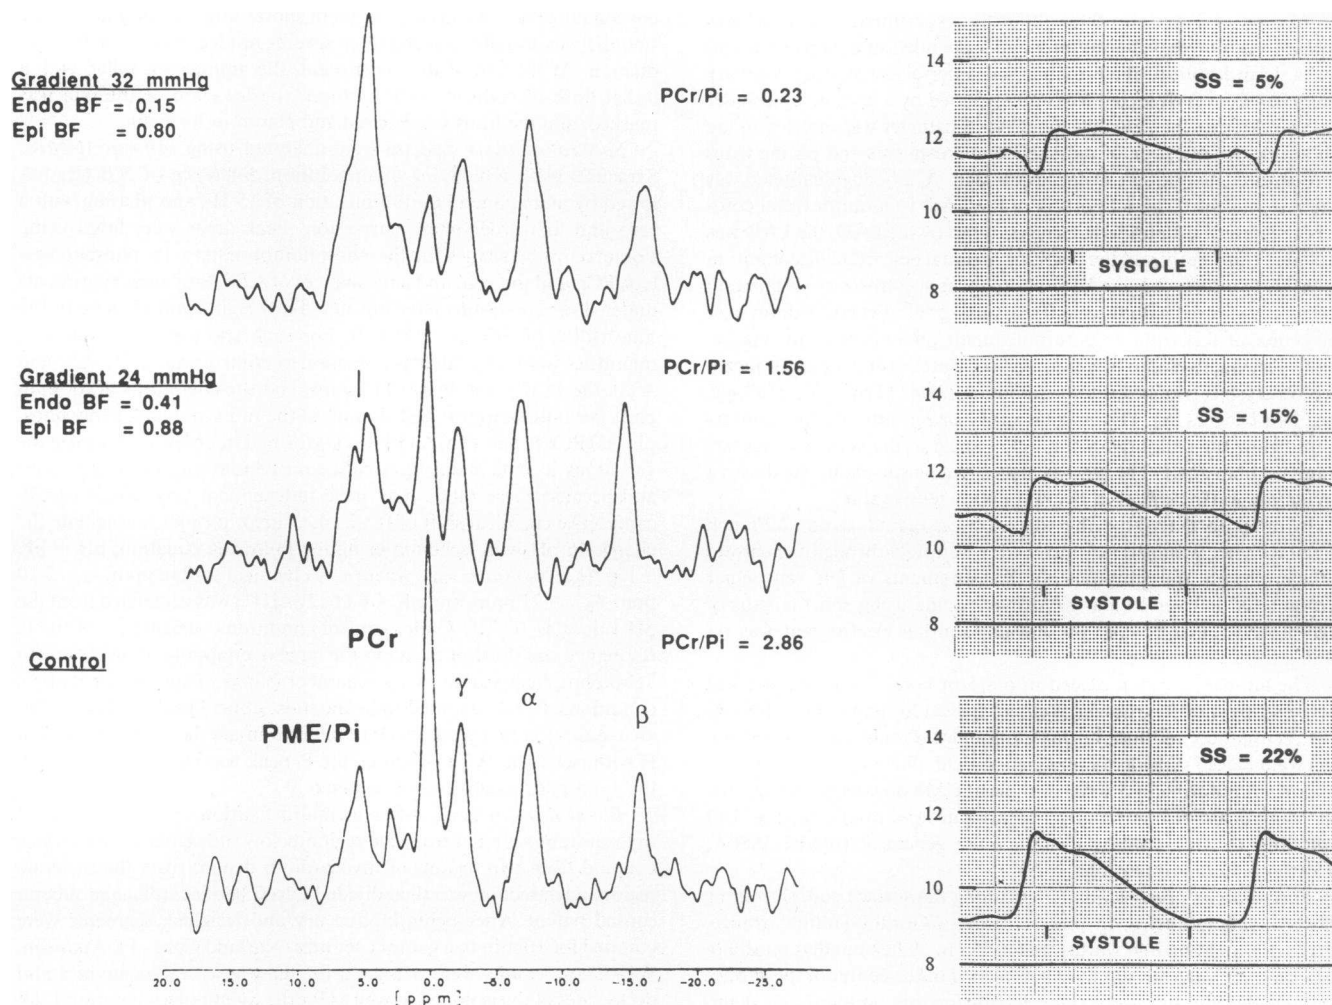 Gradient 32 mmHg
Endo BF = 0.15
Epi BF = 0.80
PCr/Pi = 0.23
14
12
10
8
SS = 5%
SYSTOLE
Gradient 24 mmHg
Endo BF = 0.41
Epi BF = 0.88
PCr/Pi = 1.56
14
12
10
8
SS = 15%
SYSTOLE
Control
PCr/Pi = 2.86
PCr
PME/Pi
γ
α
β
14
12
10
8
SS = 22%
SYSTOLE
20.0 15.0 10.0 5.0 0.0 -5.0 -10.0 -15.0 -20.0 -25.0
[ppm]